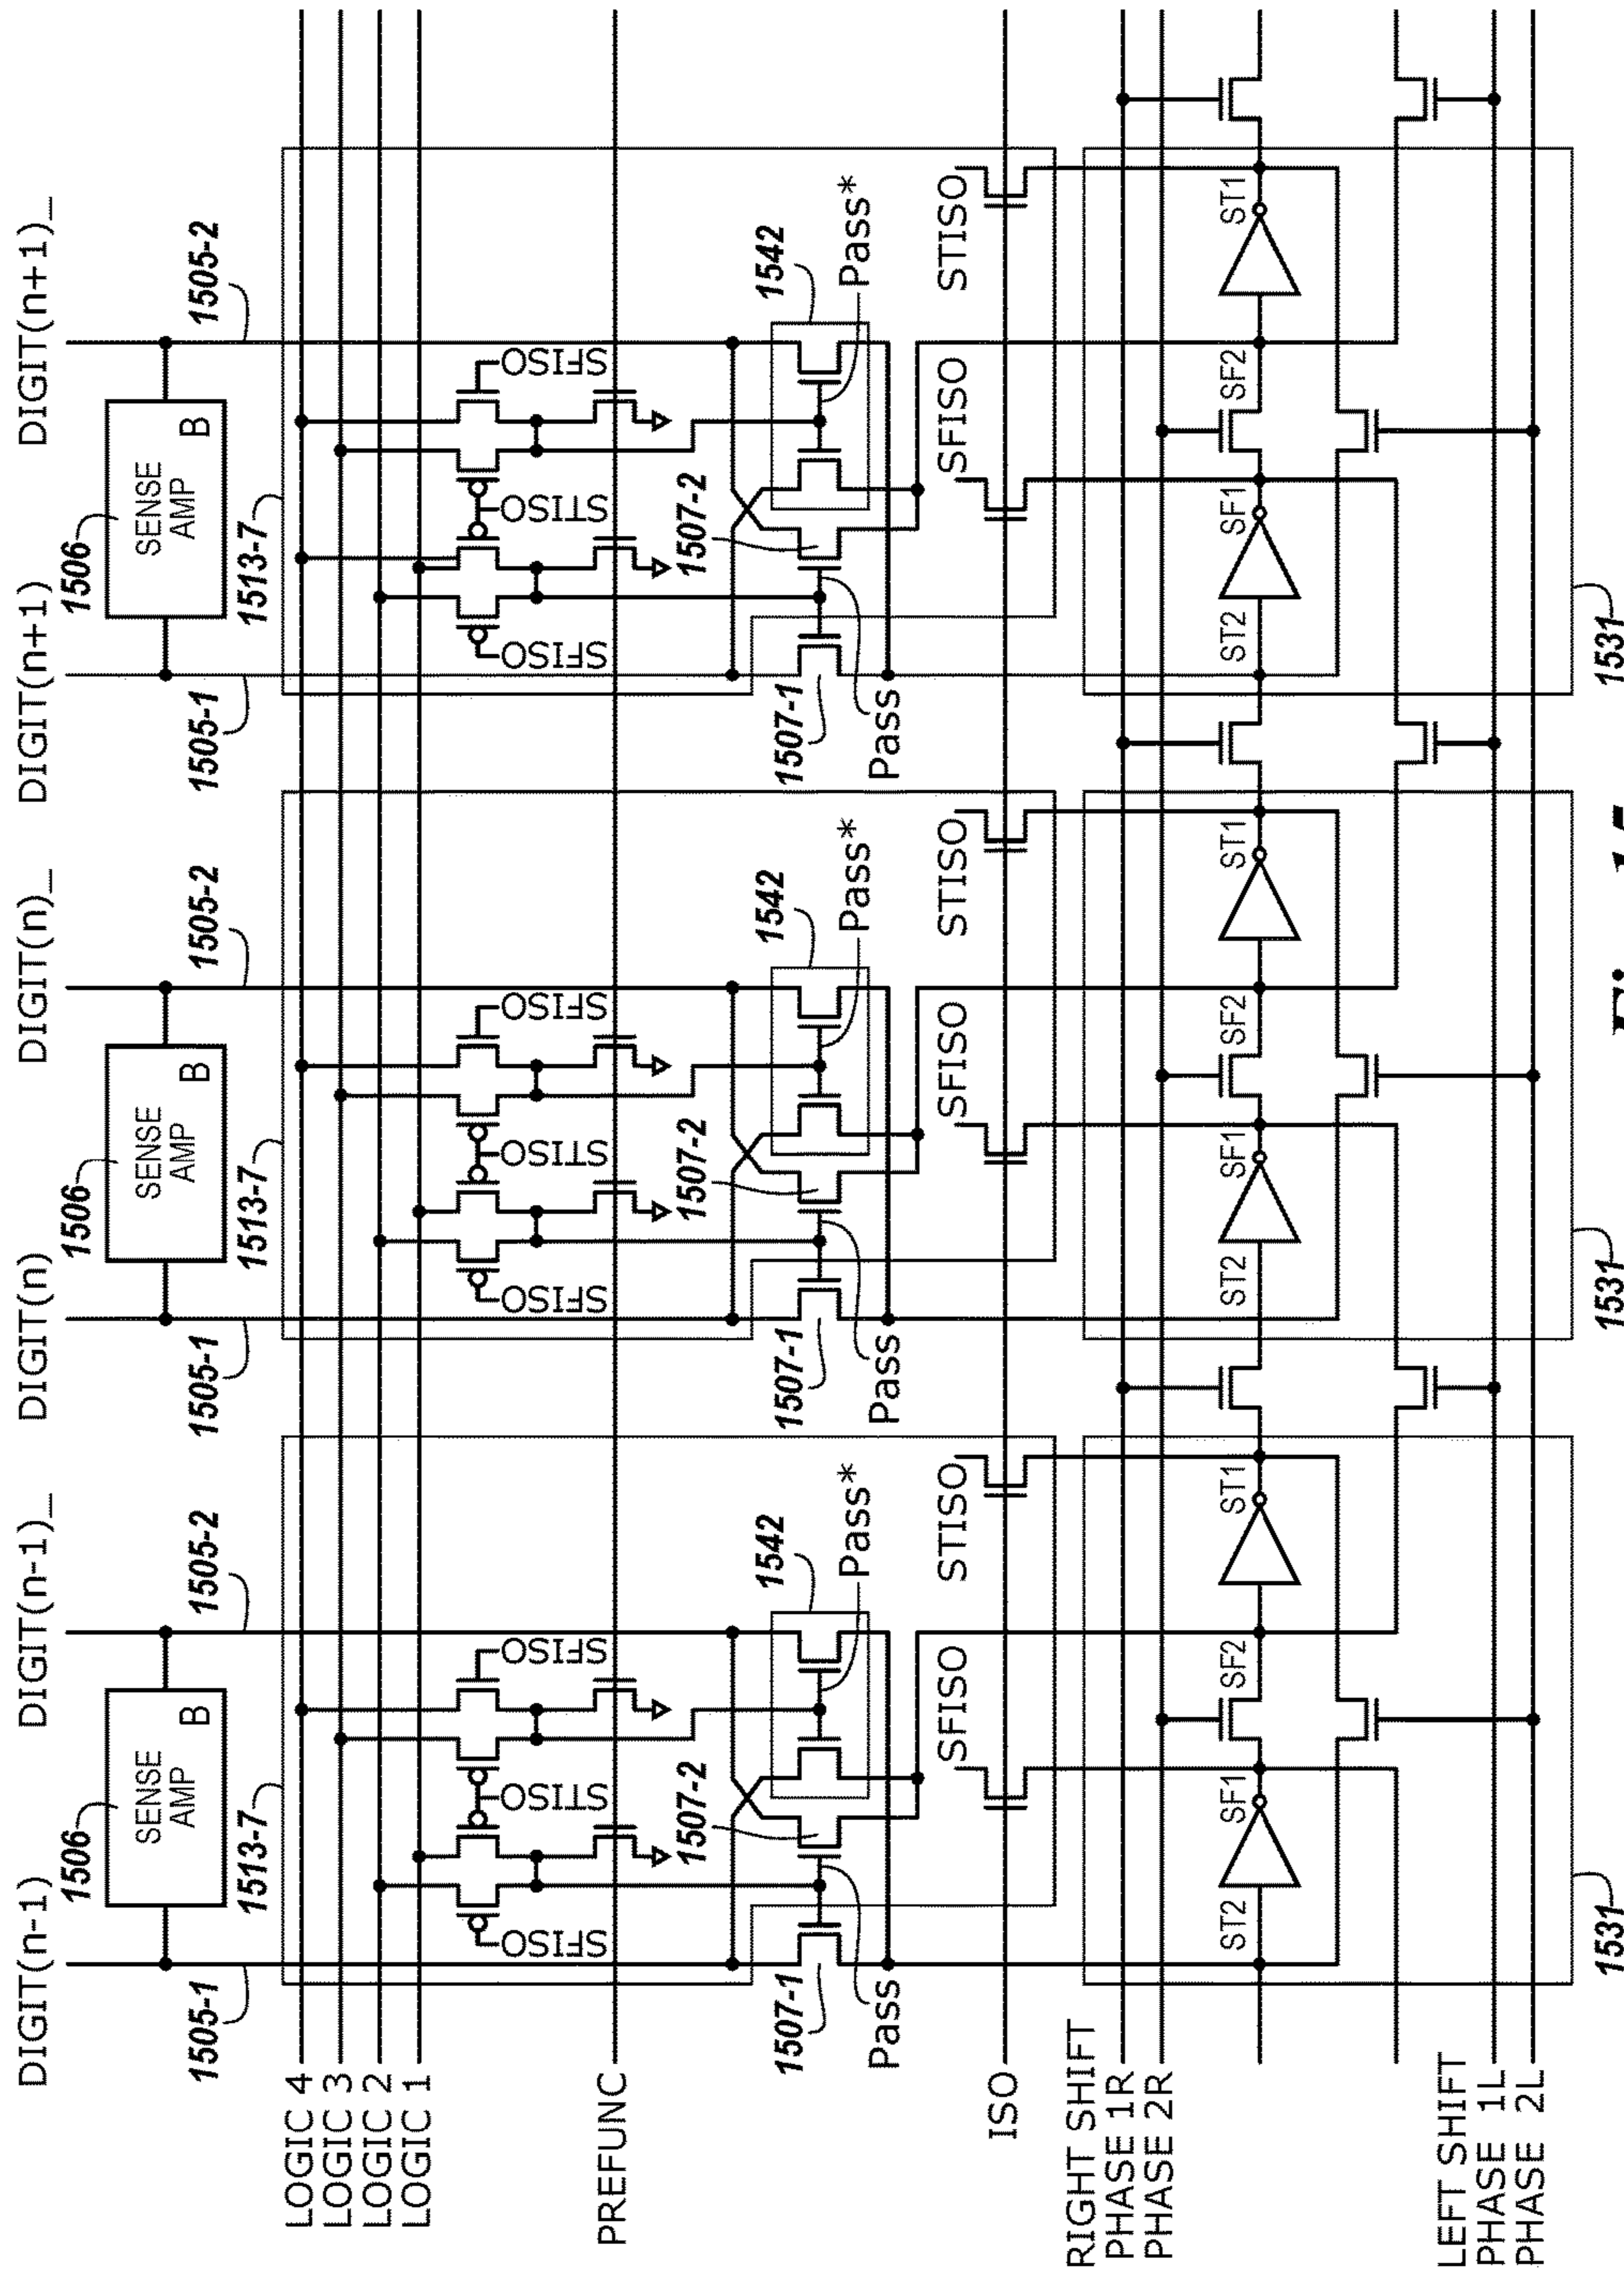 DIGIT(n-1)
DIGIT(n-1)_
DIGIT(n)
DIGIT(n)_
DIGIT(n+1)
DIGIT(n+1)_
1506
SENSE
AMP
B
1506
SENSE
AMP
B
1506
SENSE
AMP
B
1505-1
1505-2
1505-1
1505-2
1505-1
1505-2
1513-7
1513-7
1513-7
LOGIC 4
LOGIC 3
LOGIC 2
LOGIC 1
SFISO
STISO
SFISO
SFISO
STISO
SFISO
SFISO
STISO
SFISO
PREFUNC
1507-2
1507-2
1507-2
1507-1
1542
1507-1
1542
1507-1
1542
Pass
Pass*
Pass
Pass*
Pass
Pass*
SFISO
STISO
SFISO
STISO
SFISO
STISO
ISO
RIGHT SHIFT
PHASE 1R
PHASE 2R
ST2
SF1
SF2
ST1
ST2
SF1
SF2
ST1
ST2
SF1
SF2
ST1
LEFT SHIFT
PHASE 1L
PHASE 2L
1531
1531
1531